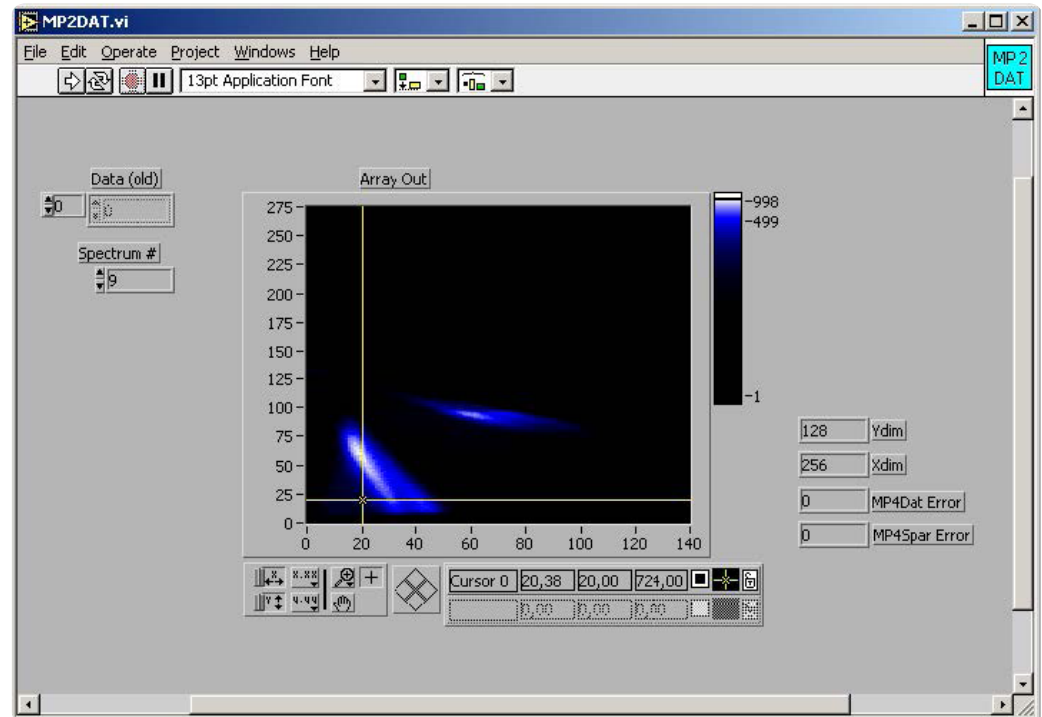 MP2DAT.vi
File Edit Operate Project Windows Help
MP2
DAT
13pt Application Font
Data (old)
0 0
Spectrum #
9
Array Out
275
250
225
200
175
150
125
100
75
50
25
0
0 20 40 60 80 100 120 140
-998
-499
-1
128 Ydim
256 Xdim
0 MP4Dat Error
0 MP4Spar Error
X.XX
Y.YY
Cursor 0 20,38 20,00 724,00
0,00 0,00 0,00